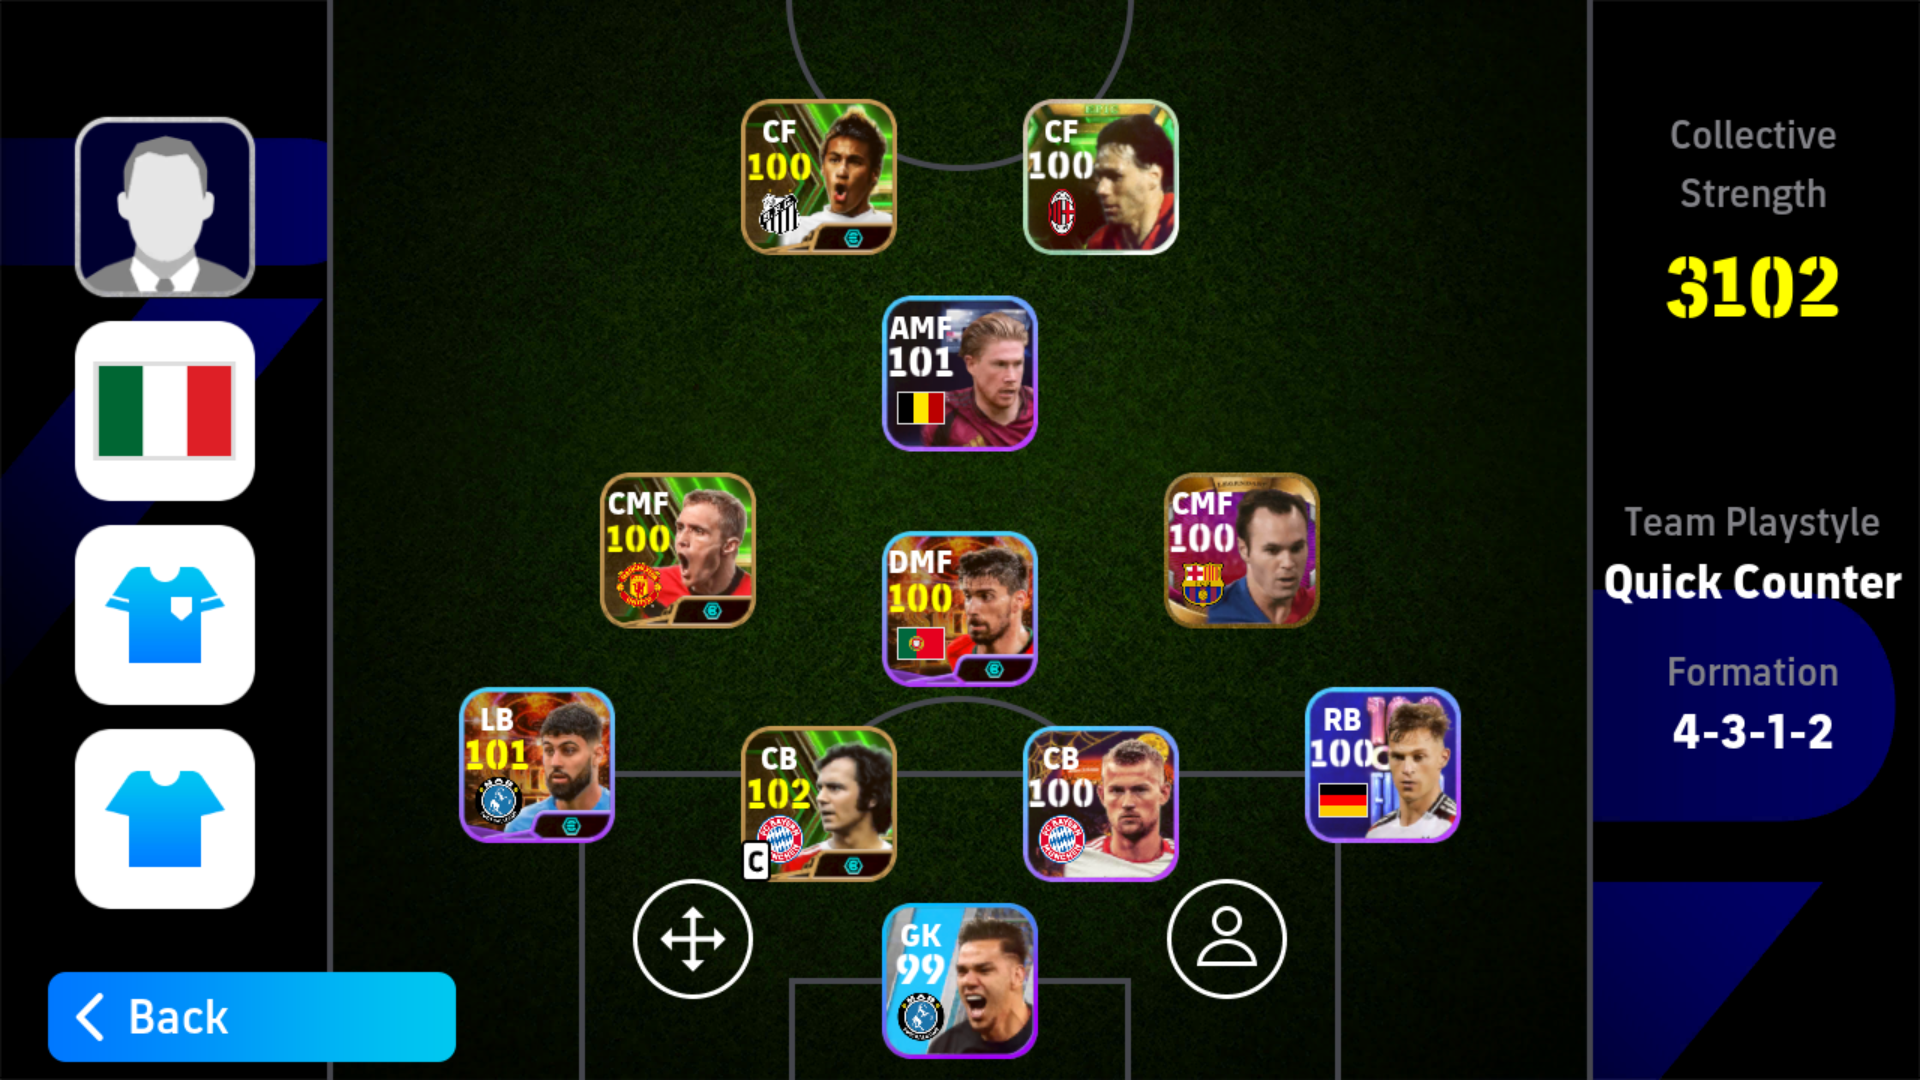 CF
100
CF
100
AMF
101
CMF
100
CMF
100
DMF
100
LB
101
CB
102
C
CB
100
RB
100
GK
99
Back
Collective
Strength
3102
Team Playstyle
Quick Counter
Formation
4-3-1-2